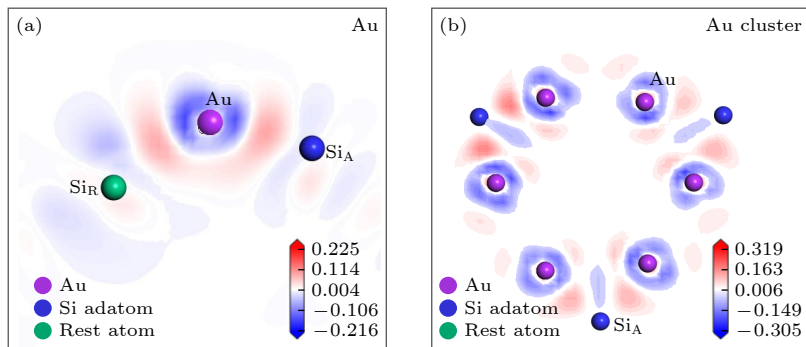 (a)
Au
Au
Si_A
Si_R
Au
Si adatom
Rest atom
0.225
0.114
0.004
−0.106
−0.216
(b)
Au cluster
Au
Si_A
Au
Si adatom
Rest atom
0.319
0.163
0.006
−0.149
−0.305